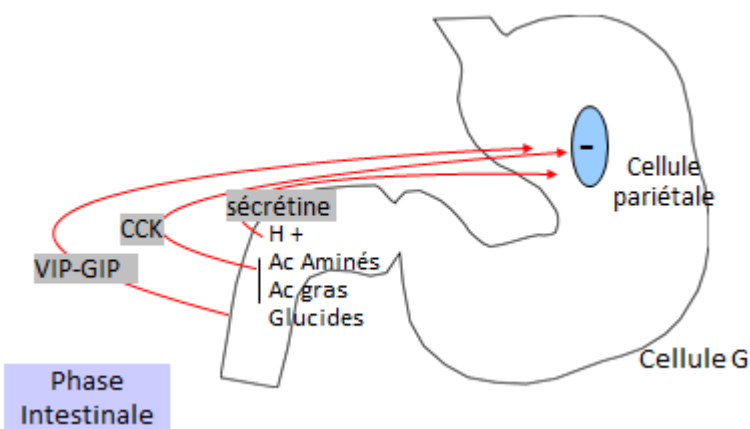 -
Cellule
pariétale
sécrétine
CCK
H +
VIP-GIP
Ac Aminés
Ac gras
Glucides
Cellule G
Phase
Intestinale